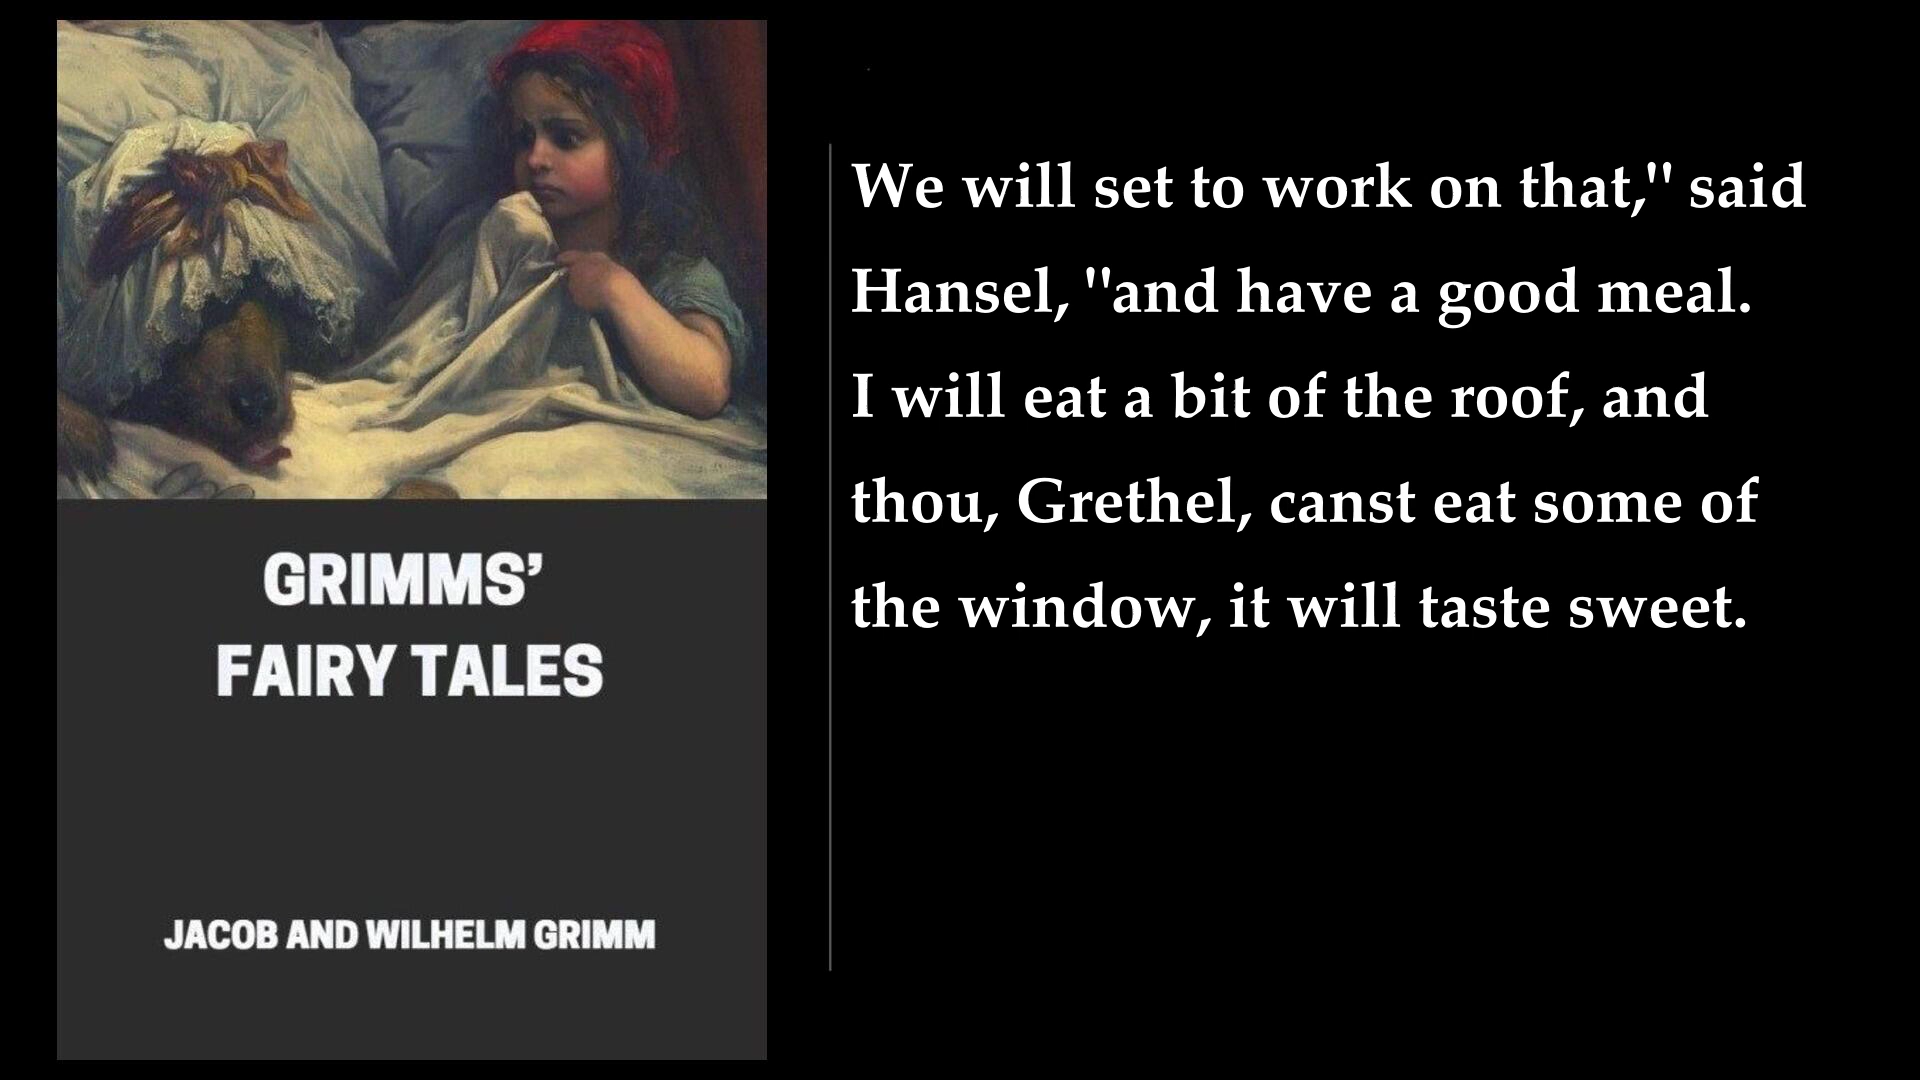 GRIMMS’
FAIRY TALES
JACOB AND WILHELM GRIMM
We will set to work on that," said
Hansel, "and have a good meal.
I will eat a bit of the roof, and
thou, Grethel, canst eat some of
the window, it will taste sweet.